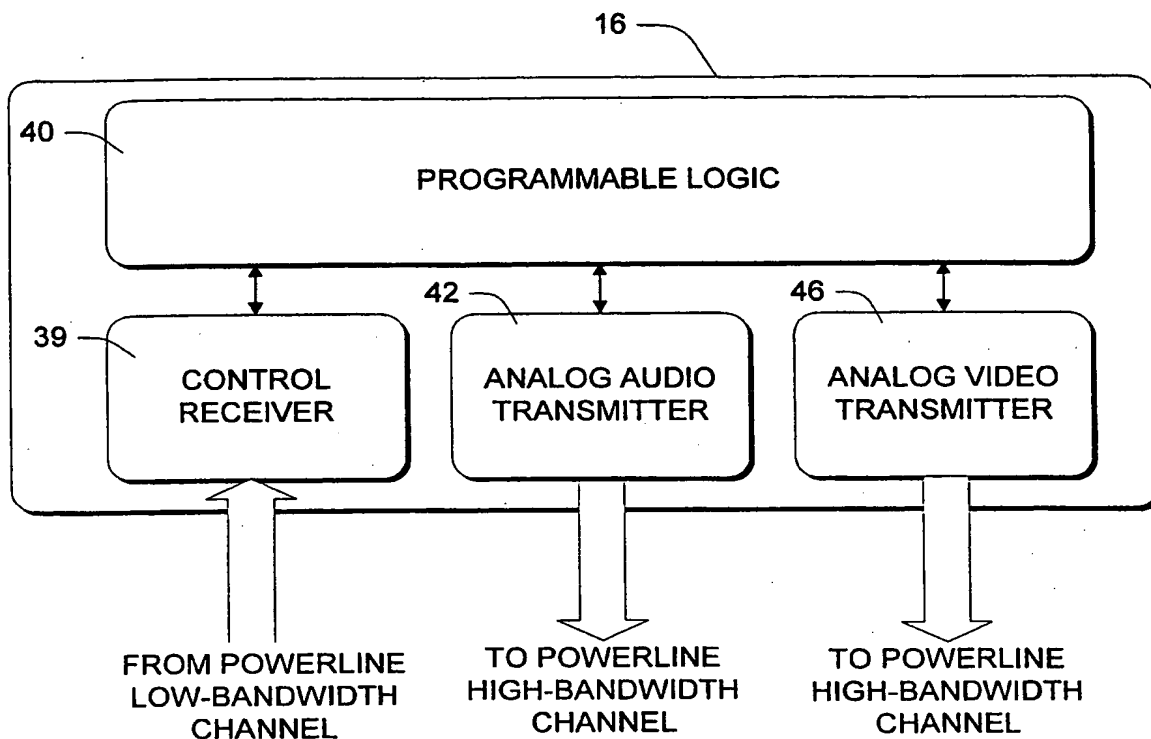 16
40
PROGRAMMABLE LOGIC
42
46
39
CONTROL
RECEIVER
ANALOG AUDIO
TRANSMITTER
ANALOG VIDEO
TRANSMITTER
FROM POWERLINE
LOW-BANDWIDTH
CHANNEL
TO POWERLINE
HIGH-BANDWIDTH
CHANNEL
TO POWERLINE
HIGH-BANDWIDTH
CHANNEL